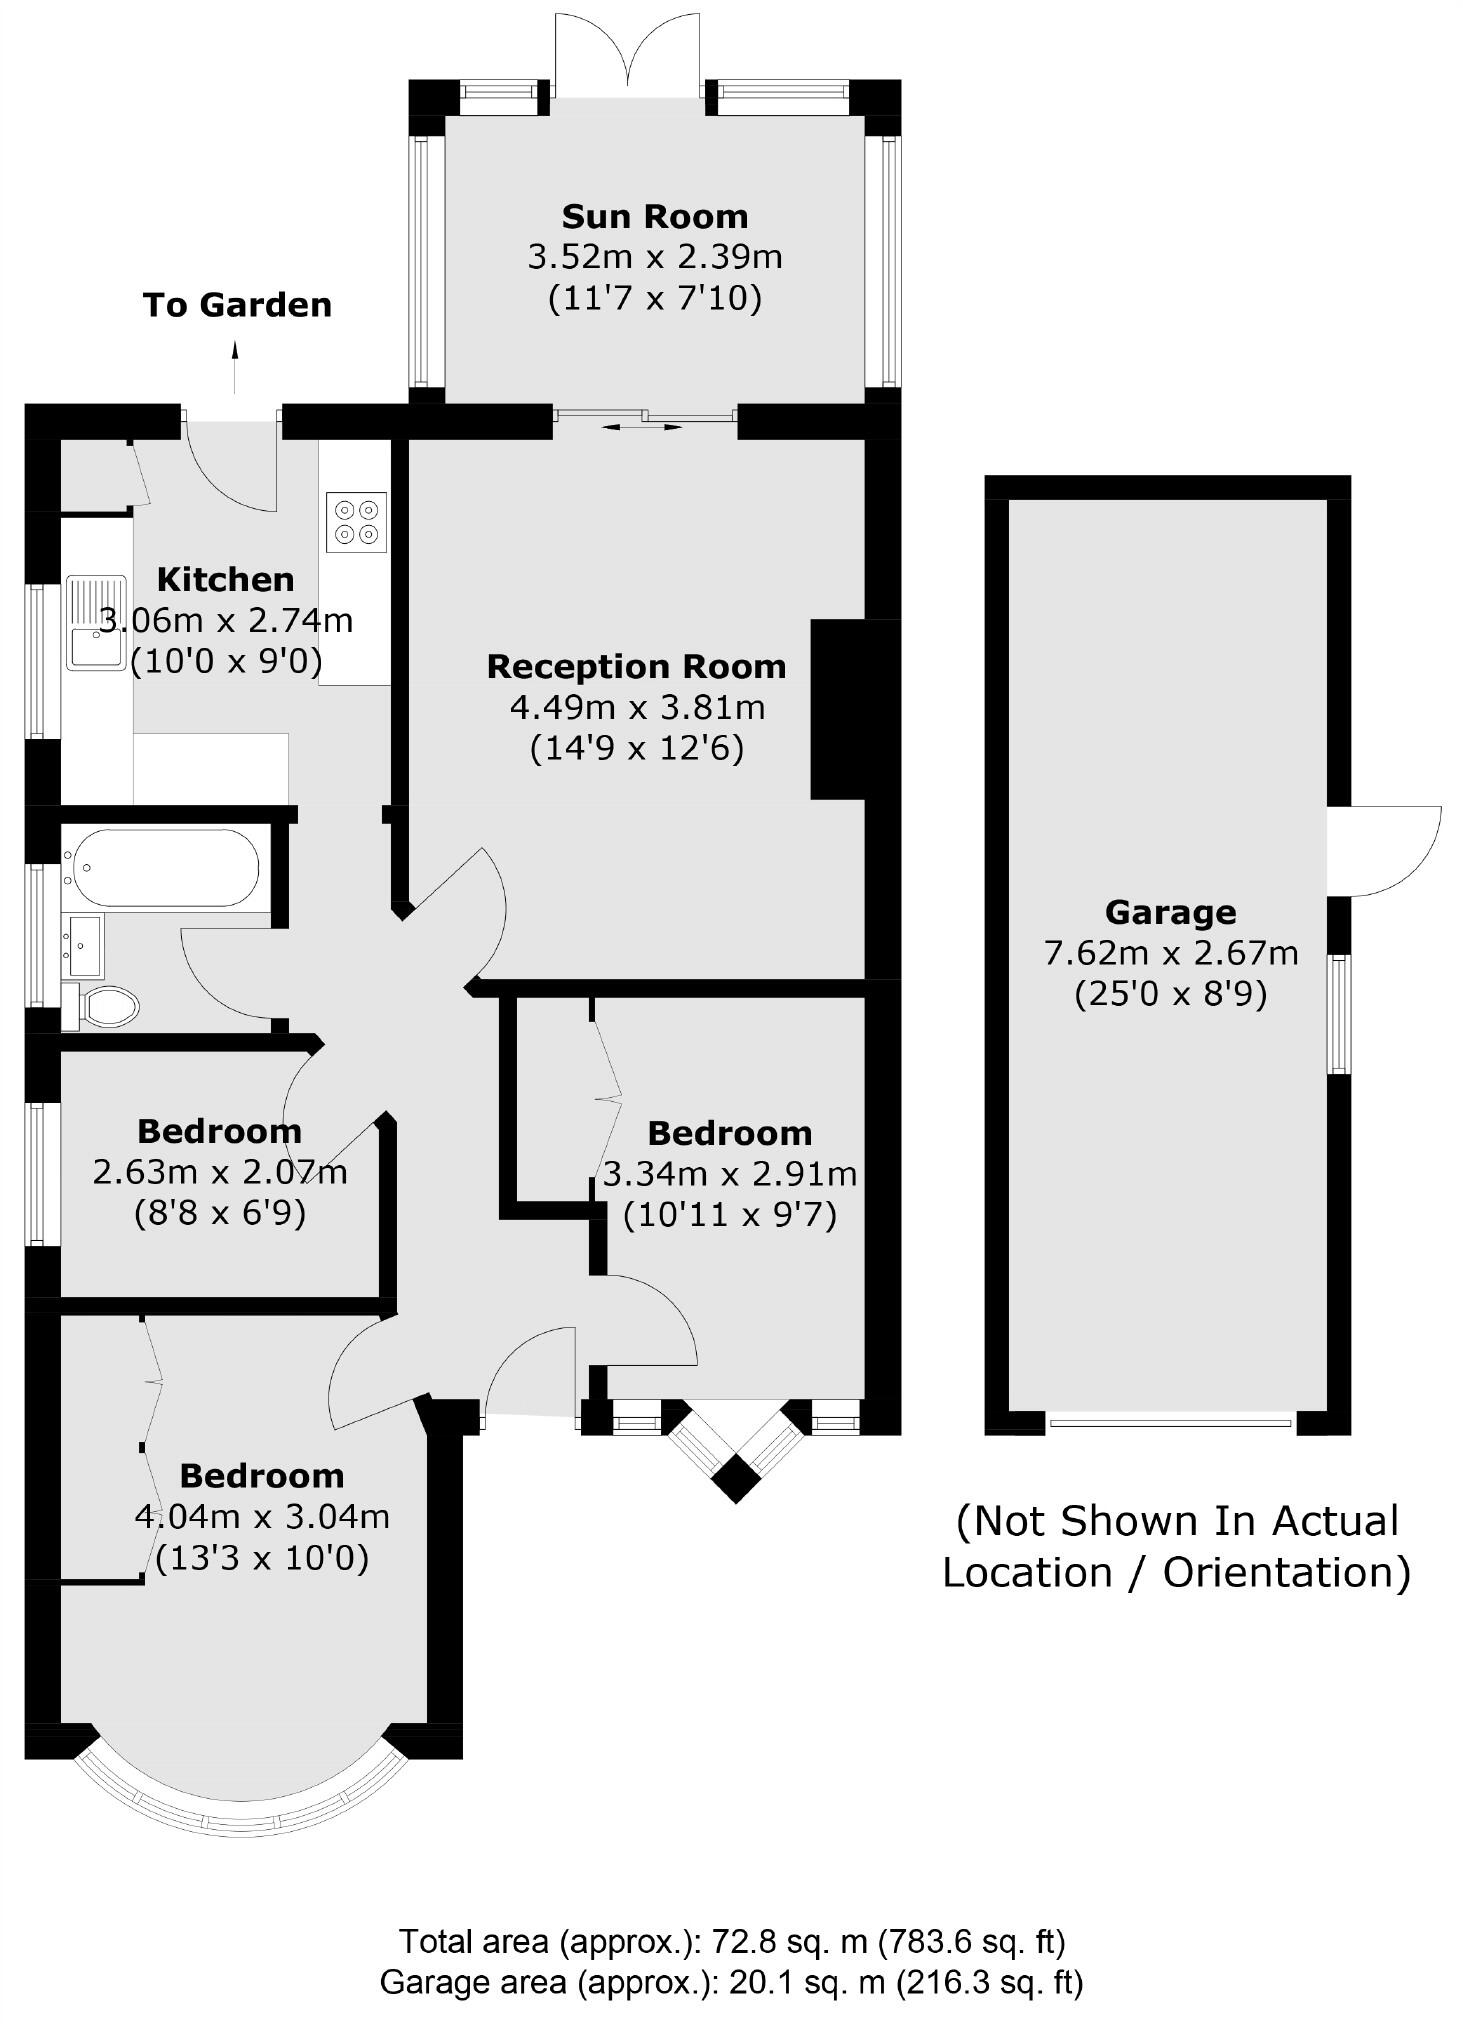 Sun Room
3.52m x 2.39m
(11'7 x 7'10)
To Garden
Kitchen
3.06m x 2.74m
(10'0 x 9'0)
Reception Room
4.49m x 3.81m
(14'9 x 12'6)
Garage
7.62m x 2.67m
(25'0 x 8'9)
Bedroom
2.63m x 2.07m
(8'8 x 6'9)
Bedroom
3.34m x 2.91m
(10'11 x 9'7)
Bedroom
4.04m x 3.04m
(13'3 x 10'0)
(Not Shown In Actual
Location / Orientation)
Total area (approx.): 72.8 sq. m (783.6 sq. ft)
Garage area (approx.): 20.1 sq. m (216.3 sq. ft)